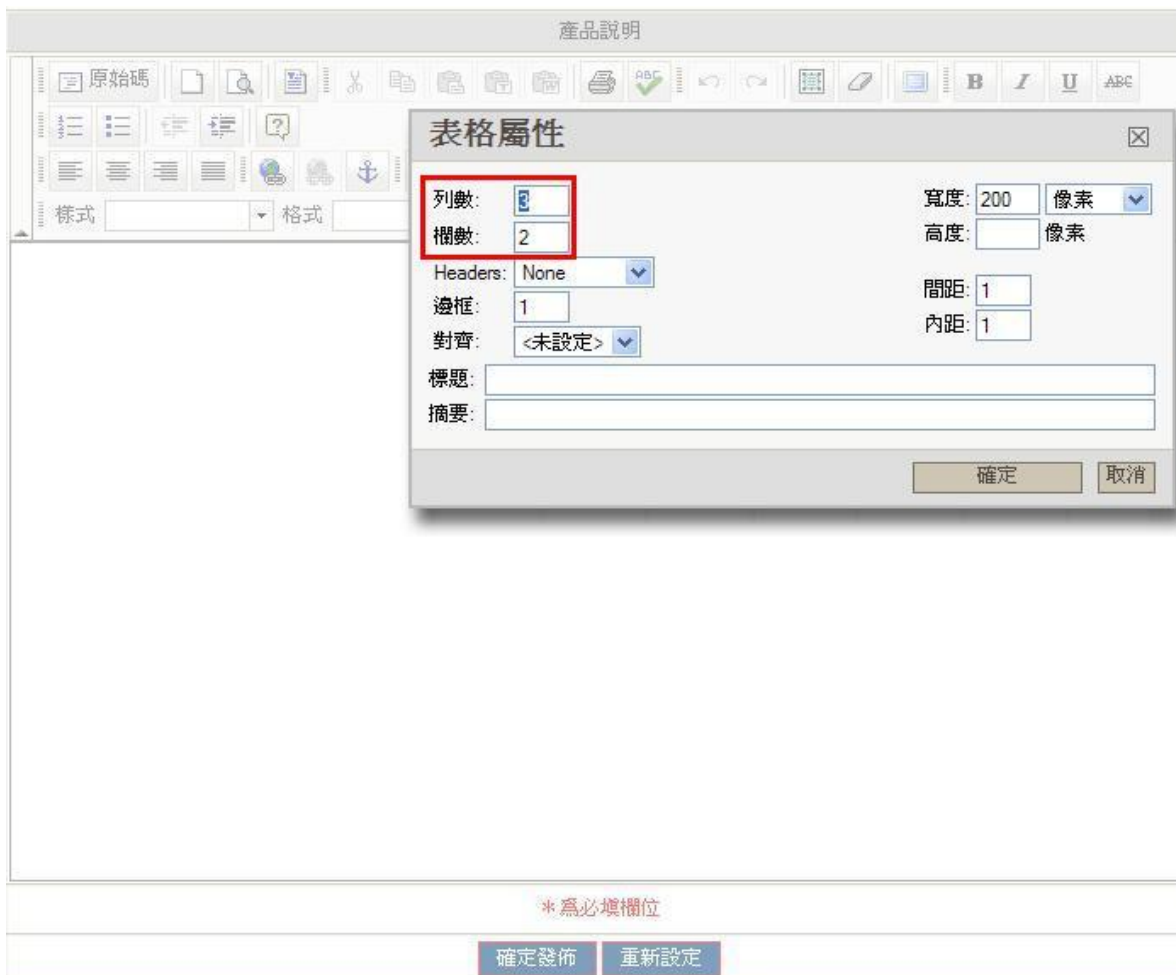 產品說明
原始碼 ABC B I U ABC
表格屬性
樣式 格式
列數: 3 寬度: 200 像素
欄數: 2 高度: 像素
Headers: None
間距: 1
邊框: 1
內距: 1
對齊: <未設定>
標題:
摘要:
確定 取消
*為必填欄位
確定發佈 重新設定